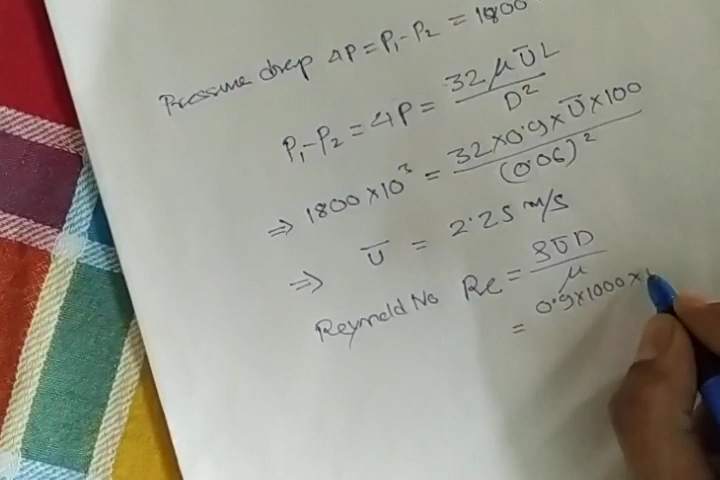 Pressure drop ΔP = P₁-P₂ = 1800
P₁-P₂ = ΔP = 32 μ Ū L / D²
⇒ 1800 × 10³ = 32 × 0.9 × Ū × 100 / (0.06)²
⇒ Ū = 2.25 m/s
Reynold No Re = ρŪD / μ
= 0.9×1000×